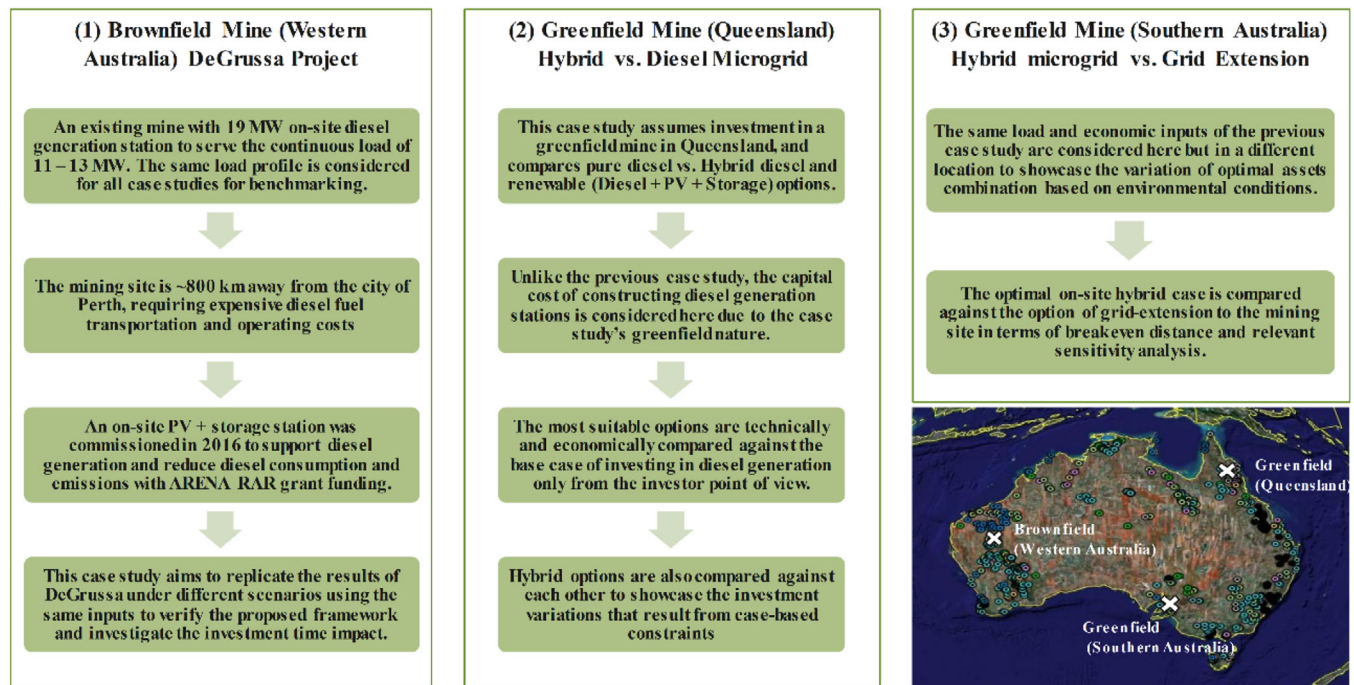 (1) Brownfield Mine (Western
Australia) DeGrussa Project
An existing mine with 19 MW on-site diesel
generation station to serve the continuous load of
11 – 13 MW. The same load profile is considered
for all case studies for benchmarking.
The mining site is ~800 km away from the city of
Perth, requiring expensive diesel fuel
transportation and operating costs
An on-site PV + storage station was
commissioned in 2016 to support diesel
generation and reduce diesel consumption and
emissions with ARENA RAR grant funding.
This case study aims to replicate the results of
DeGrussa under different scenarios using the
same inputs to verify the proposed framework
and investigate the investment time impact.
(2) Greenfield Mine (Queensland)
Hybrid vs. Diesel Microgrid
This case study assumes investment in a
greenfield mine in Queensland, and
compares pure diesel vs. Hybrid diesel and
renewable (Diesel + PV + Storage) options.
Unlike the previous case study, the capital
cost of constructing diesel generation
stations is considered here due to the case
study's greenfield nature.
The most suitable options are technically
and economically compared against the
base case of investing in diesel generation
only from the investor point of view.
Hybrid options are also compared against
each other to showcase the investment
variations that result from case-based
constraints
(3) Greenfield Mine (Southern Australia)
Hybrid microgrid vs. Grid Extension
The same load and economic inputs of the previous
case study are considered here but in a different
location to showcase the variation of optimal assets
combination based on environmental conditions.
The optimal on-site hybrid case is compared
against the option of grid-extension to the mining
site in terms of breakeven distance and relevant
sensitivity analysis.
Greenfield
(Queensland)
Brownfield
(Western Australia)
Greenfield
(Southern Australia)